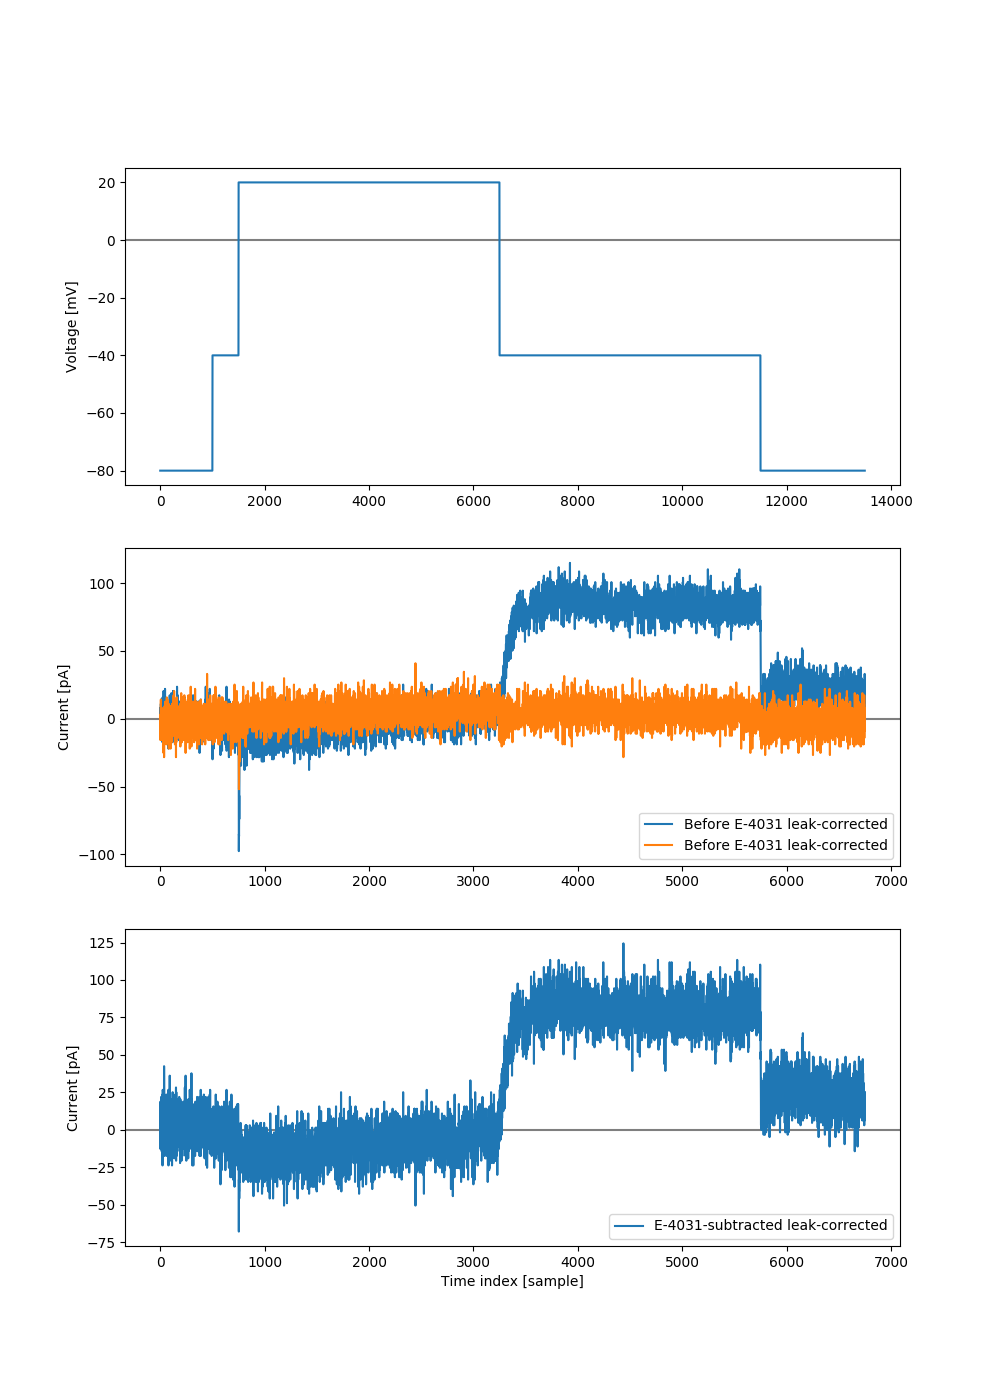 20
0
−20
−40
−60
−80
Voltage [mV]
0 2000 4000 6000 8000 10000 12000 14000
100
50
0
−50
−100
Current [pA]
Before E-4031 leak-corrected
Before E-4031 leak-corrected
0 1000 2000 3000 4000 5000 6000 7000
125
100
75
50
25
0
−25
−50
−75
Current [pA]
E-4031-subtracted leak-corrected
0 1000 2000 3000 4000 5000 6000 7000
Time index [sample]